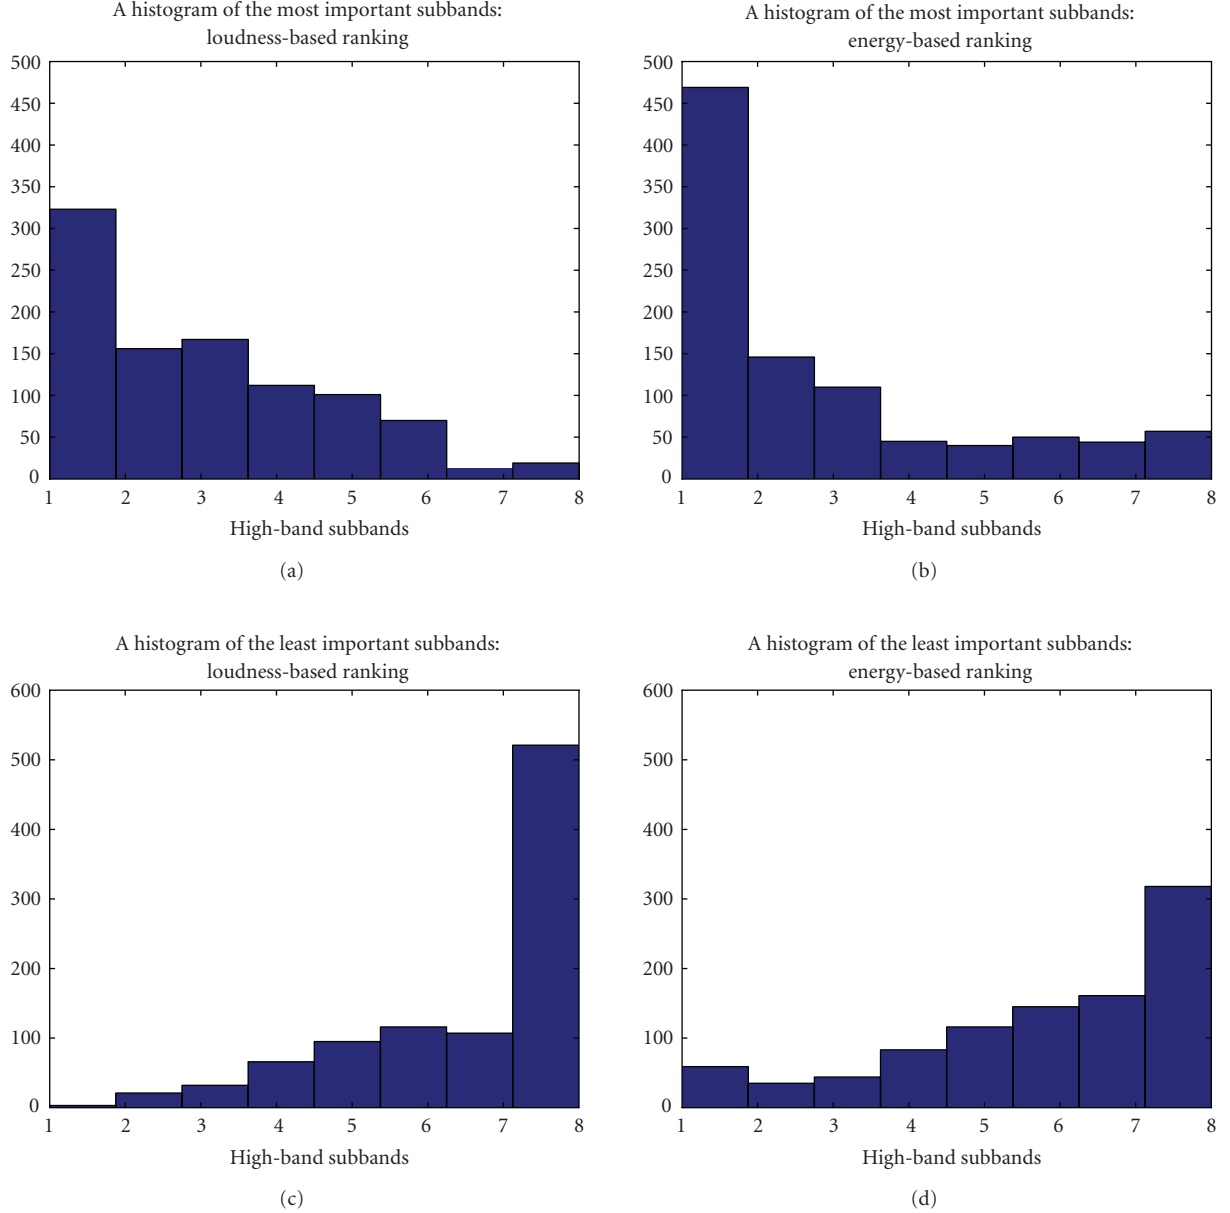 A histogram of the most important subbands:
loudness-based ranking
500
450
400
350
300
250
200
150
100
50
0
1 2 3 4 5 6 7 8
High-band subbands
(a)
A histogram of the most important subbands:
energy-based ranking
500
450
400
350
300
250
200
150
100
50
0
1 2 3 4 5 6 7 8
High-band subbands
(b)
A histogram of the least important subbands:
loudness-based ranking
600
500
400
300
200
100
0
1 2 3 4 5 6 7 8
High-band subbands
(c)
A histogram of the least important subbands:
energy-based ranking
600
500
400
300
200
100
0
1 2 3 4 5 6 7 8
High-band subbands
(d)